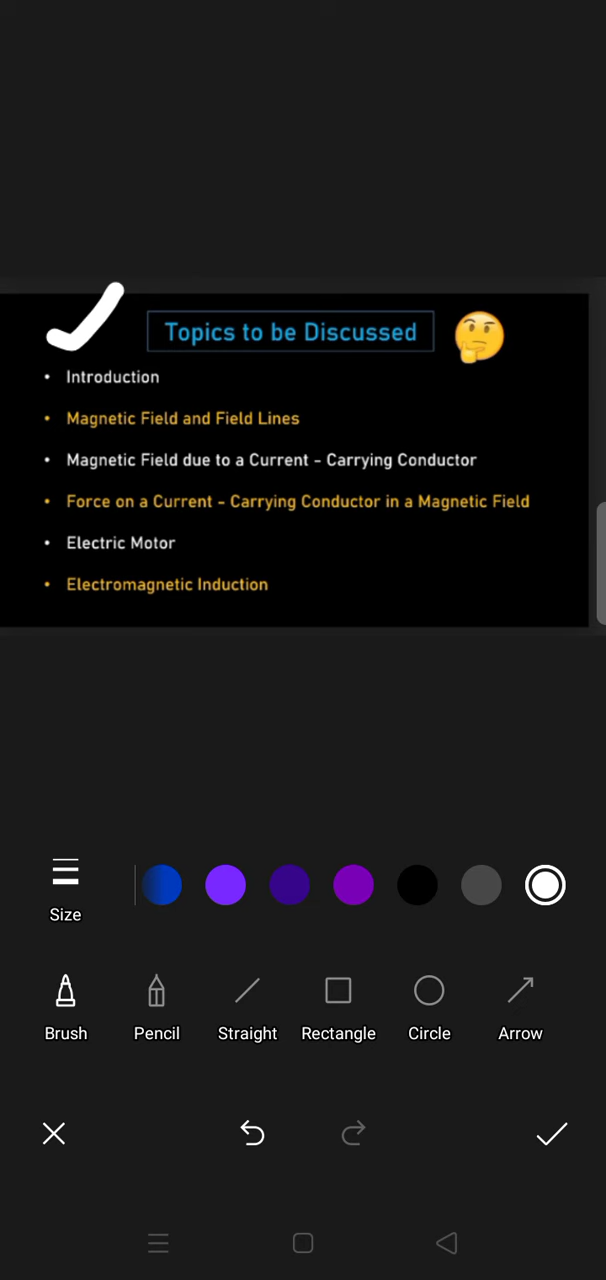 Topics to be Discussed
• Introduction
• Magnetic Field and Field Lines
• Magnetic Field due to a Current - Carrying Conductor
• Force on a Current - Carrying Conductor in a Magnetic Field
• Electric Motor
• Electromagnetic Induction
Size
Brush Pencil Straight Rectangle Circle Arrow